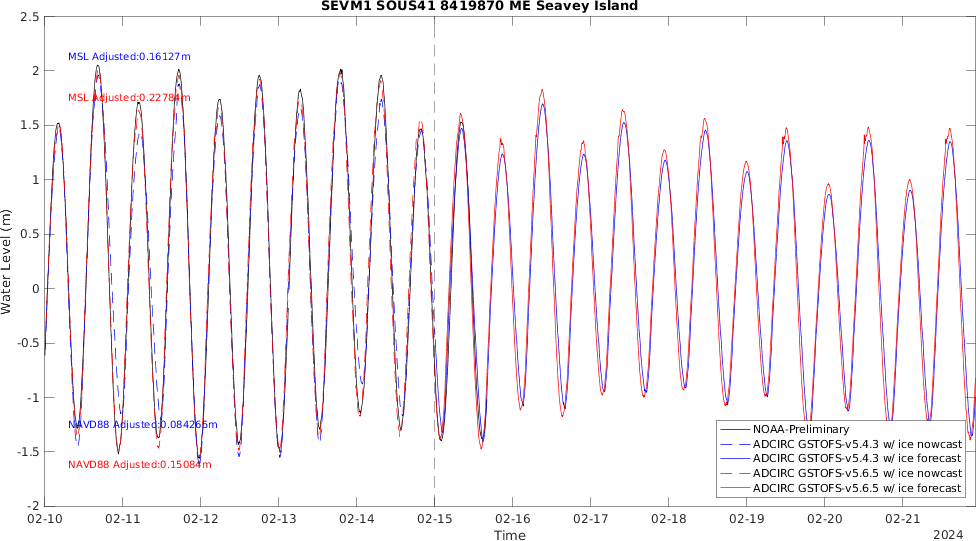 SEVM1 SOUS41 8419870 ME Seavey Island
2.5
2
1.5
1
0.5
0
-0.5
-1
-1.5
-2
Water Level (m)
MSL Adjusted:0.16127m
MSL Adjusted:0.22784m
NAVD88 Adjusted:0.084265m
NAVD88 Adjusted:0.15084m
NOAA-Preliminary
ADCIRC GSTOFS-v5.4.3 w/ ice nowcast
ADCIRC GSTOFS-v5.4.3 w/ ice forecast
ADCIRC GSTOFS-v5.6.5 w/ ice nowcast
ADCIRC GSTOFS-v5.6.5 w/ ice forecast
02-10 02-11 02-12 02-13 02-14 02-15 02-16 02-17 02-18 02-19 02-20 02-21
Time
2024